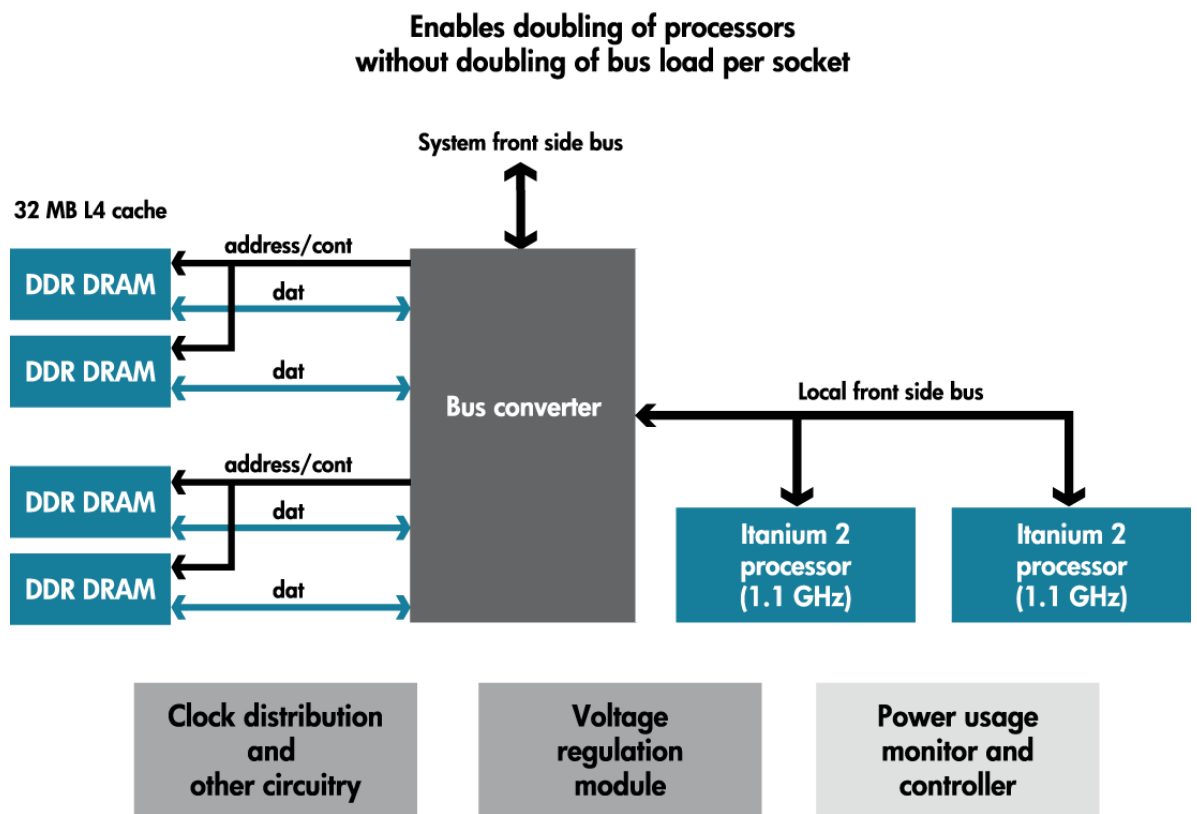 Enables doubling of processors
without doubling of bus load per socket
System front side bus
32 MB L4 cache
address/cont
DDR DRAM
dat
DDR DRAM
dat
Bus converter
Local front side bus
address/cont
DDR DRAM
dat
DDR DRAM
dat
Itanium 2
processor
(1.1 GHz)
Itanium 2
processor
(1.1 GHz)
Clock distribution
and
other circuitry
Voltage
regulation
module
Power usage
monitor and
controller